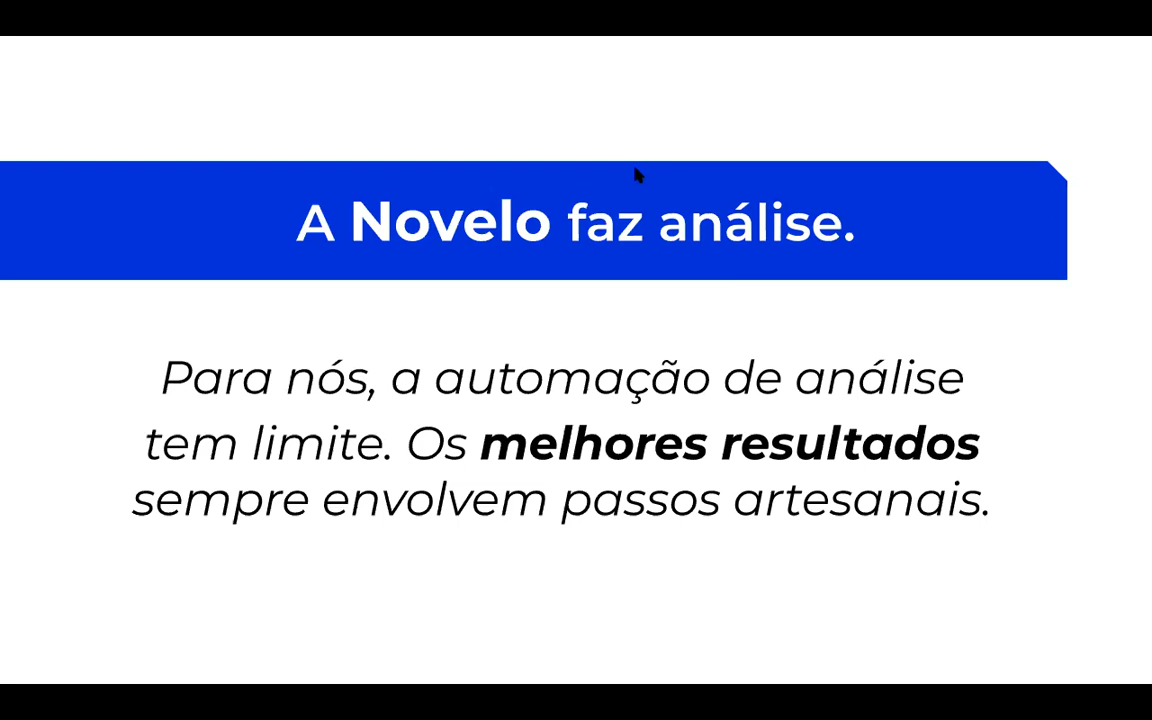 A Novelo faz análise.
Para nós, a automação de análise
tem limite. Os melhores resultados
sempre envolvem passos artesanais.